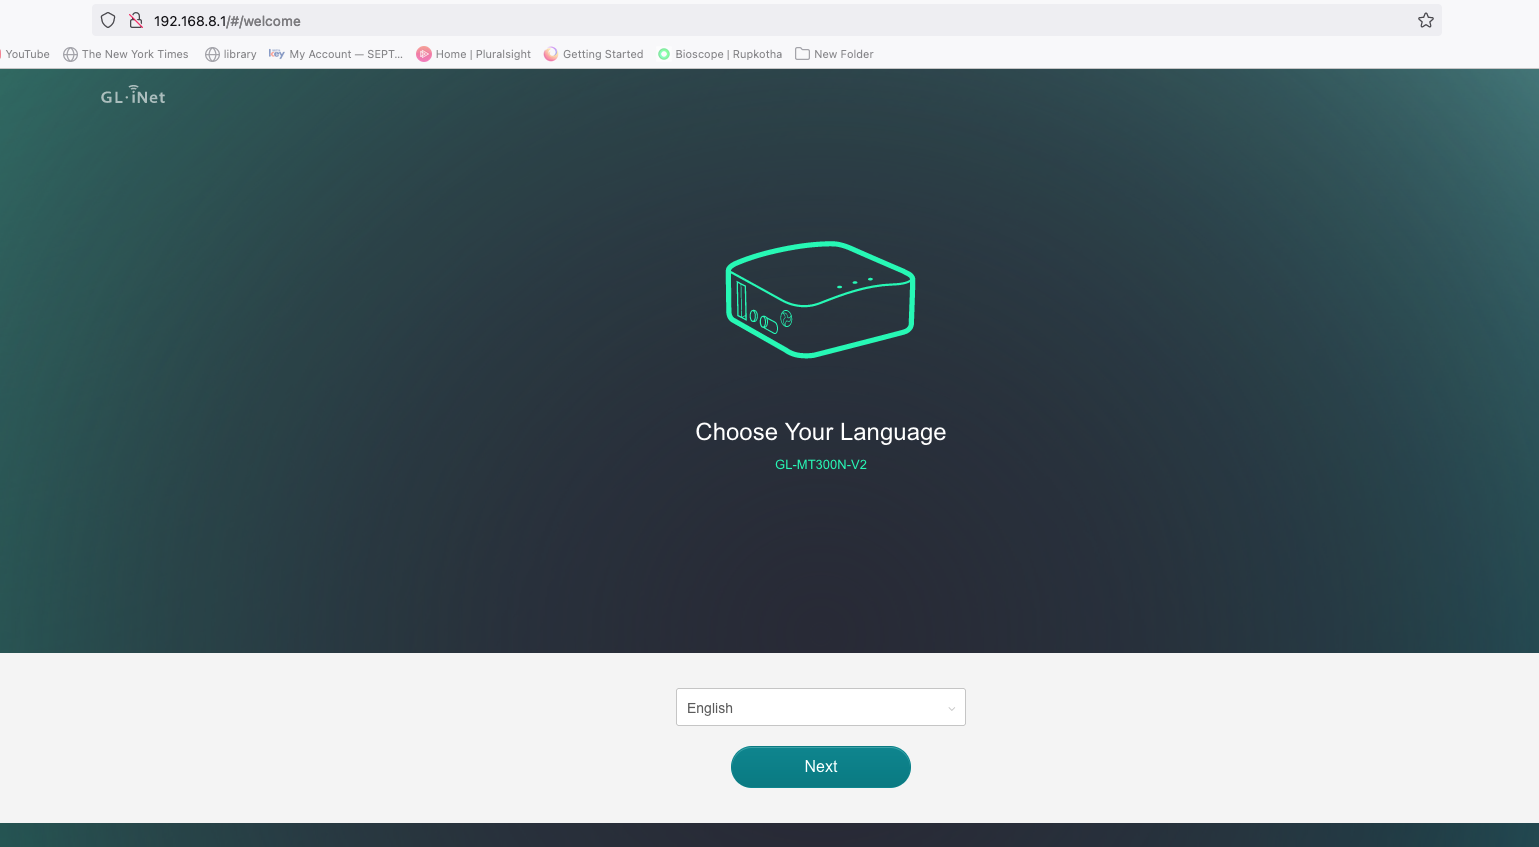 192.168.8.1/#/welcome
YouTube The New York Times library My Account — SEPT... Home | Pluralsight Getting Started Bioscope | Rupkotha New Folder
GL·iNet
Choose Your Language
GL-MT300N-V2
English
Next